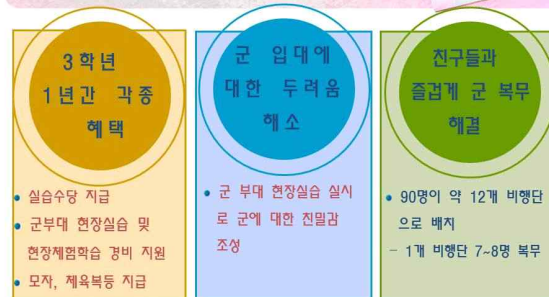 3학년
1년간 각종
혜택
• 실습수당 지급
• 군부대 현장실습 및
현장체험학습 경비 지원
• 모자, 체육복등 지급
군 입대에
대한 두려움
해소
• 군 부대 현장실습 실시
로 군에 대한 친밀감
조성
친구들과
즐겁게 군 복무
해결
• 90명이 약 12개 비행단
으로 배치
- 1개 비행단 7~8명 복무